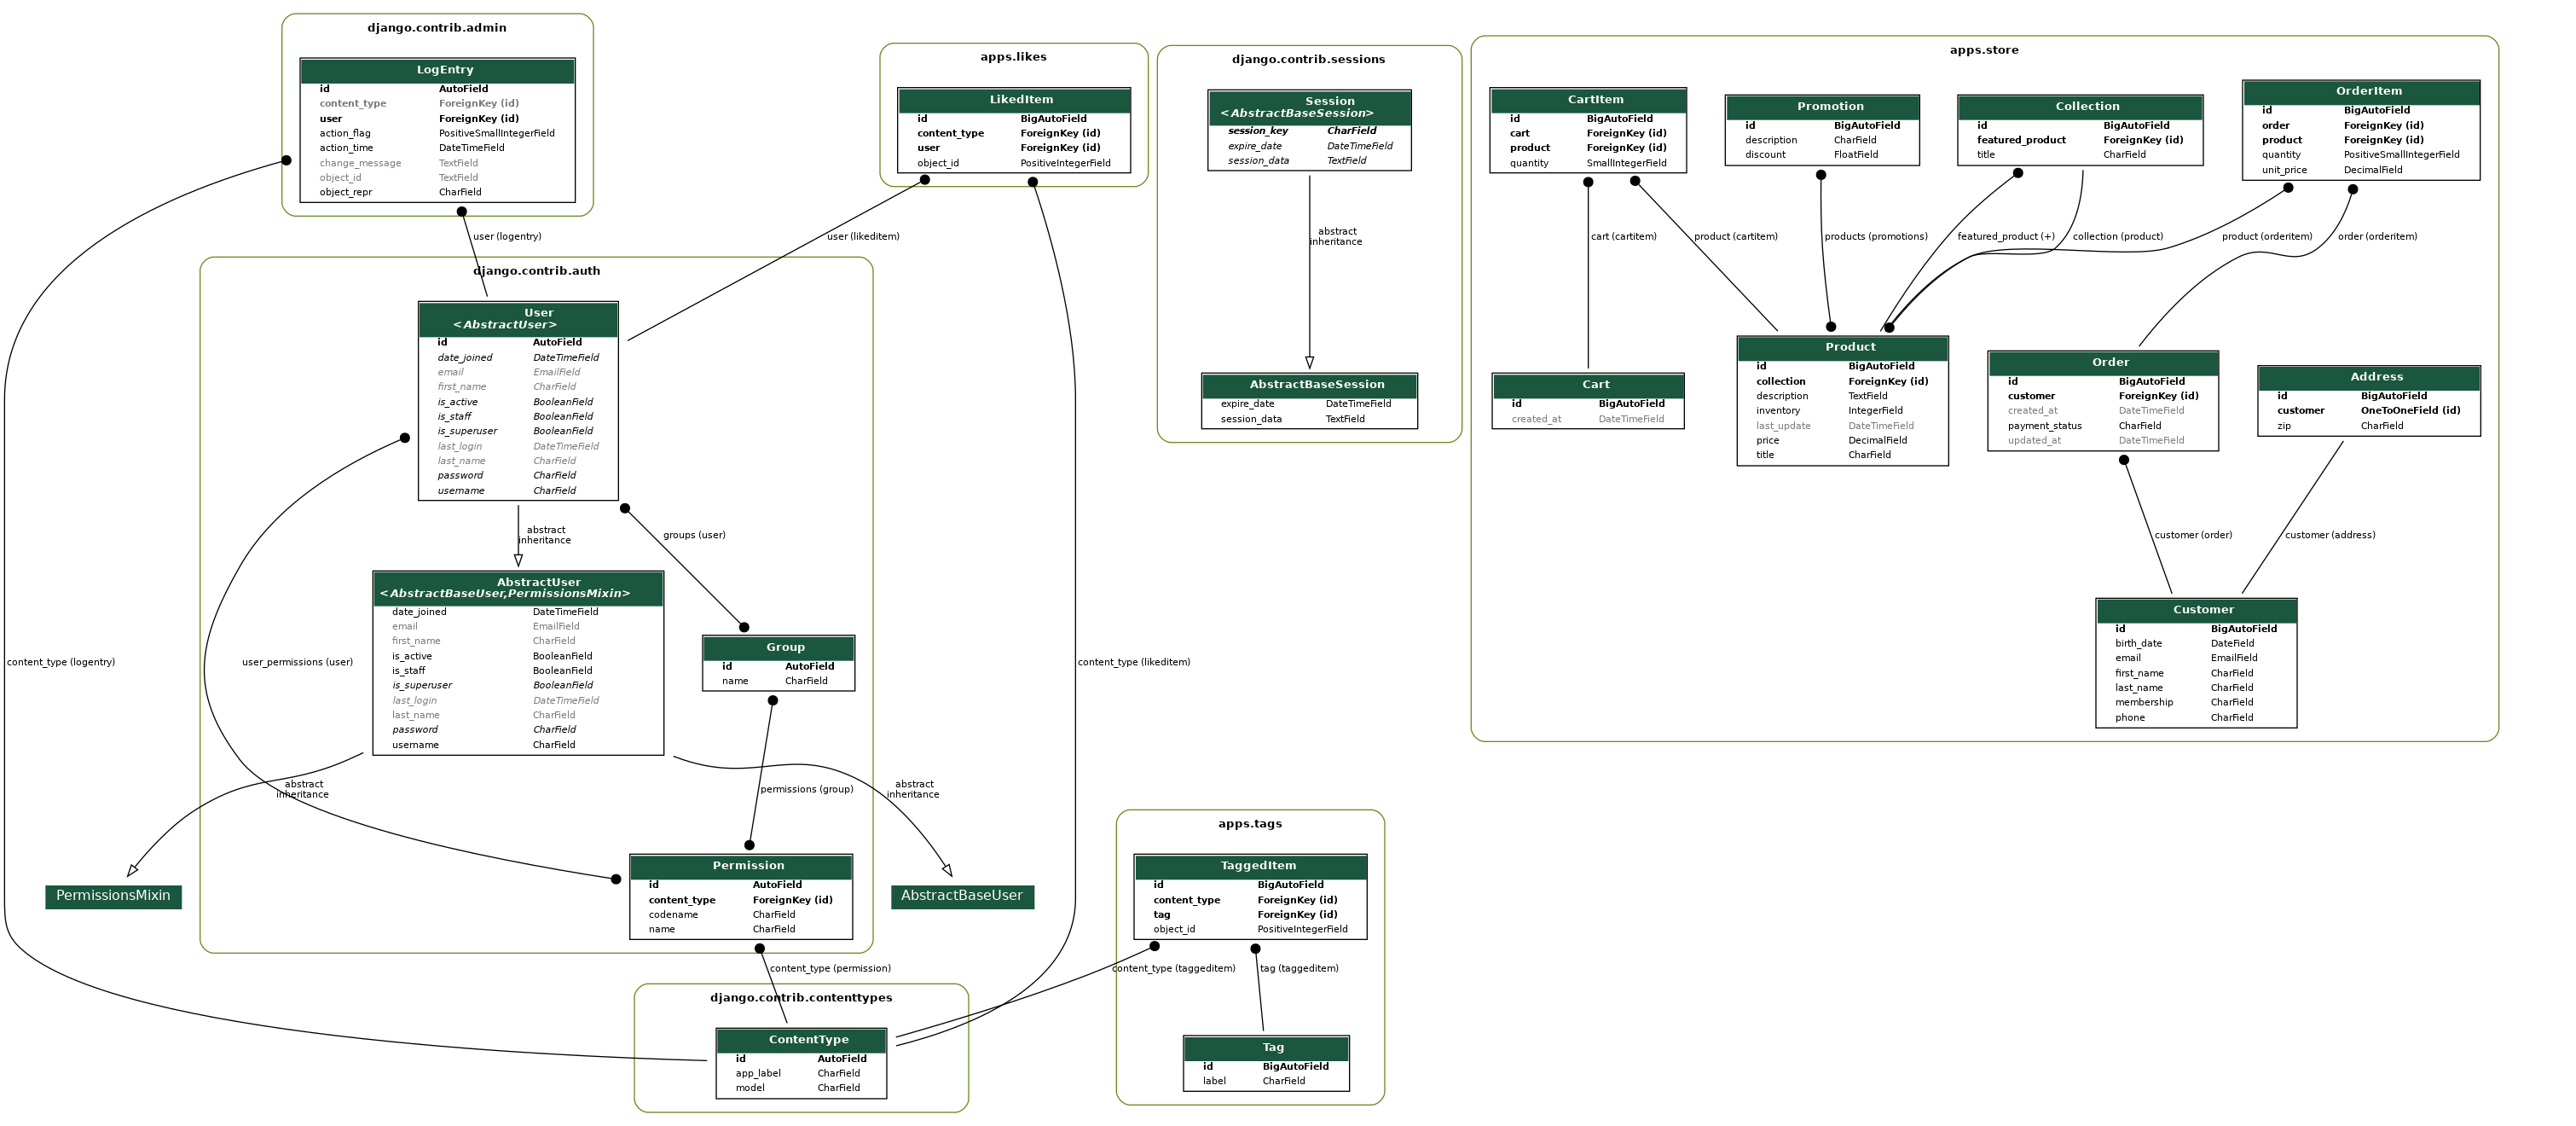 django.contrib.admin
LogEntry
id AutoField
content_type ForeignKey (id)
user ForeignKey (id)
action_flag PositiveSmallIntegerField
action_time DateTimeField
change_message TextField
object_id TextField
object_repr CharField
apps.likes
LikedItem
id BigAutoField
content_type ForeignKey (id)
user ForeignKey (id)
object_id PositiveIntegerField
django.contrib.sessions
Session
<AbstractBaseSession>
session_key CharField
expire_date DateTimeField
session_data TextField
abstract
inheritance
AbstractBaseSession
expire_date DateTimeField
session_data TextField
apps.store
CartItem
id BigAutoField
cart ForeignKey (id)
product ForeignKey (id)
quantity SmallIntegerField
Promotion
id BigAutoField
description CharField
discount FloatField
Collection
id BigAutoField
featured_product ForeignKey (id)
title CharField
OrderItem
id BigAutoField
order ForeignKey (id)
product ForeignKey (id)
quantity PositiveSmallIntegerField
unit_price DecimalField
cart (cartitem)
product (cartitem)
products (promotions)
featured_product (+)
collection (product)
product (orderitem)
order (orderitem)
Cart
id BigAutoField
created_at DateTimeField
Product
id BigAutoField
collection ForeignKey (id)
description TextField
inventory IntegerField
last_update DateTimeField
price DecimalField
title CharField
Order
id BigAutoField
customer ForeignKey (id)
created_at DateTimeField
payment_status CharField
updated_at DateTimeField
Address
id BigAutoField
customer OneToOneField (id)
zip CharField
customer (order)
customer (address)
Customer
id BigAutoField
birth_date DateField
email EmailField
first_name CharField
last_name CharField
membership CharField
phone CharField
user (logentry)
user (likeditem)
django.contrib.auth
User
<AbstractUser>
id AutoField
date_joined DateTimeField
email EmailField
first_name CharField
is_active BooleanField
is_staff BooleanField
is_superuser BooleanField
last_login DateTimeField
last_name CharField
password CharField
username CharField
abstract
inheritance
groups (user)
AbstractUser
<AbstractBaseUser,PermissionsMixin>
date_joined DateTimeField
email EmailField
first_name CharField
is_active BooleanField
is_staff BooleanField
is_superuser BooleanField
last_login DateTimeField
last_name CharField
password CharField
username CharField
Group
id AutoField
name CharField
content_type (logentry)
user_permissions (user)
content_type (likeditem)
abstract
inheritance
permissions (group)
abstract
inheritance
PermissionsMixin
Permission
id AutoField
content_type ForeignKey (id)
codename CharField
name CharField
AbstractBaseUser
content_type (permission)
django.contrib.contenttypes
ContentType
id AutoField
app_label CharField
model CharField
apps.tags
TaggedItem
id BigAutoField
content_type ForeignKey (id)
tag ForeignKey (id)
object_id PositiveIntegerField
content_type (taggeditem)
tag (taggeditem)
Tag
id BigAutoField
label CharField